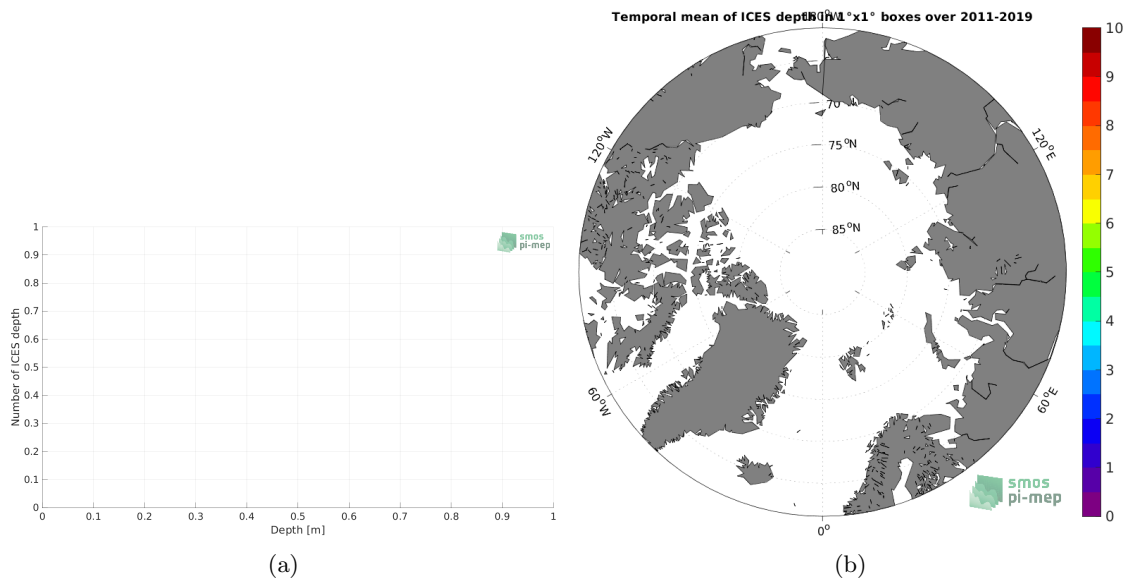 Temporal mean of ICES depth in 1°x1° boxes over 2011-2019
180°W
10
9
8
7
6
5
4
3
2
1
0
70°N
75°N
80°N
85°N
120°W
120°E
60°W
60°E
0°
smos
pi-mep
1
0.9
0.8
0.7
0.6
0.5
0.4
0.3
0.2
0.1
0
Number of ICES depth
smos
pi-mep
0
0.1
0.2
0.3
0.4
0.5
0.6
0.7
0.8
0.9
1
Depth [m]
(a)
(b)